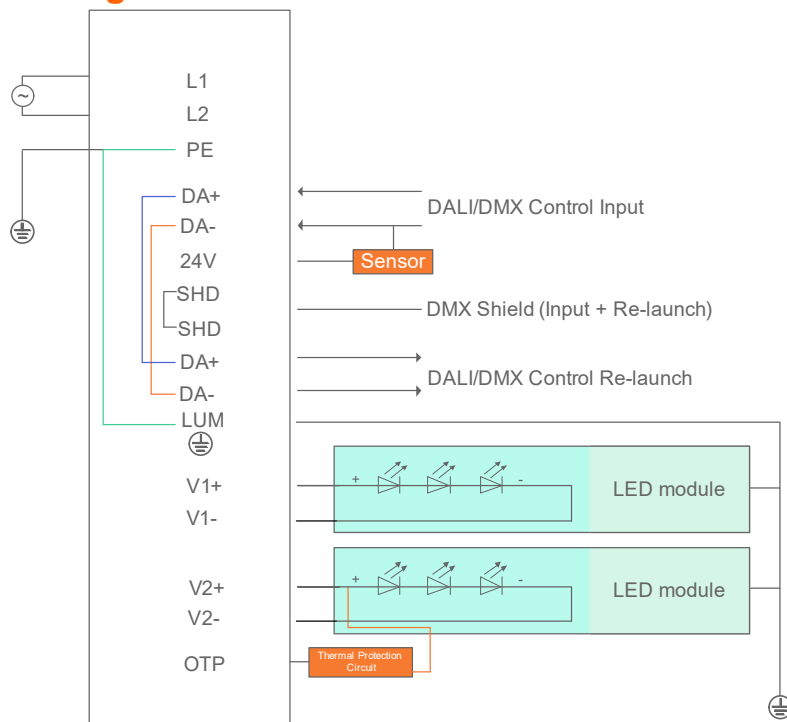 L1
~
L2
PE
DA+
DALI/DMX Control Input
DA-
24V
Sensor
SHD
DMX Shield (Input + Re-launch)
SHD
DA+
DALI/DMX Control Re-launch
DA-
LUM
V1+
+
-
LED module
V1-
V2+
+
-
LED module
V2-
OTP
Thermal Protection
Circuit